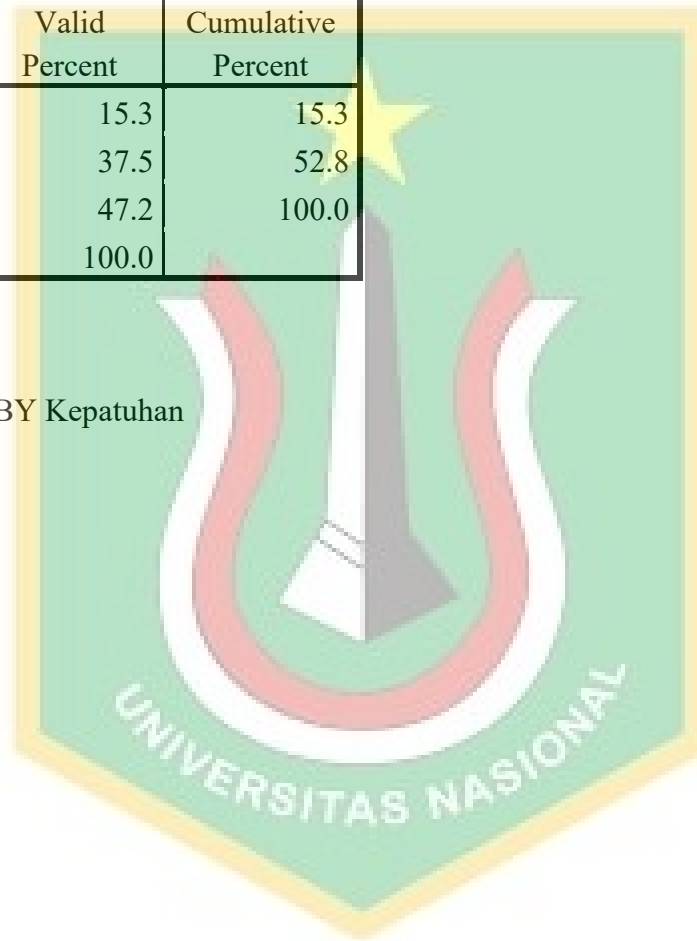 Valid Cumulative
Percent Percent
15.3 15.3
37.5 52.8
47.2 100.0
100.0
BY Kepatuhan
UNIVERSITAS NASIONAL